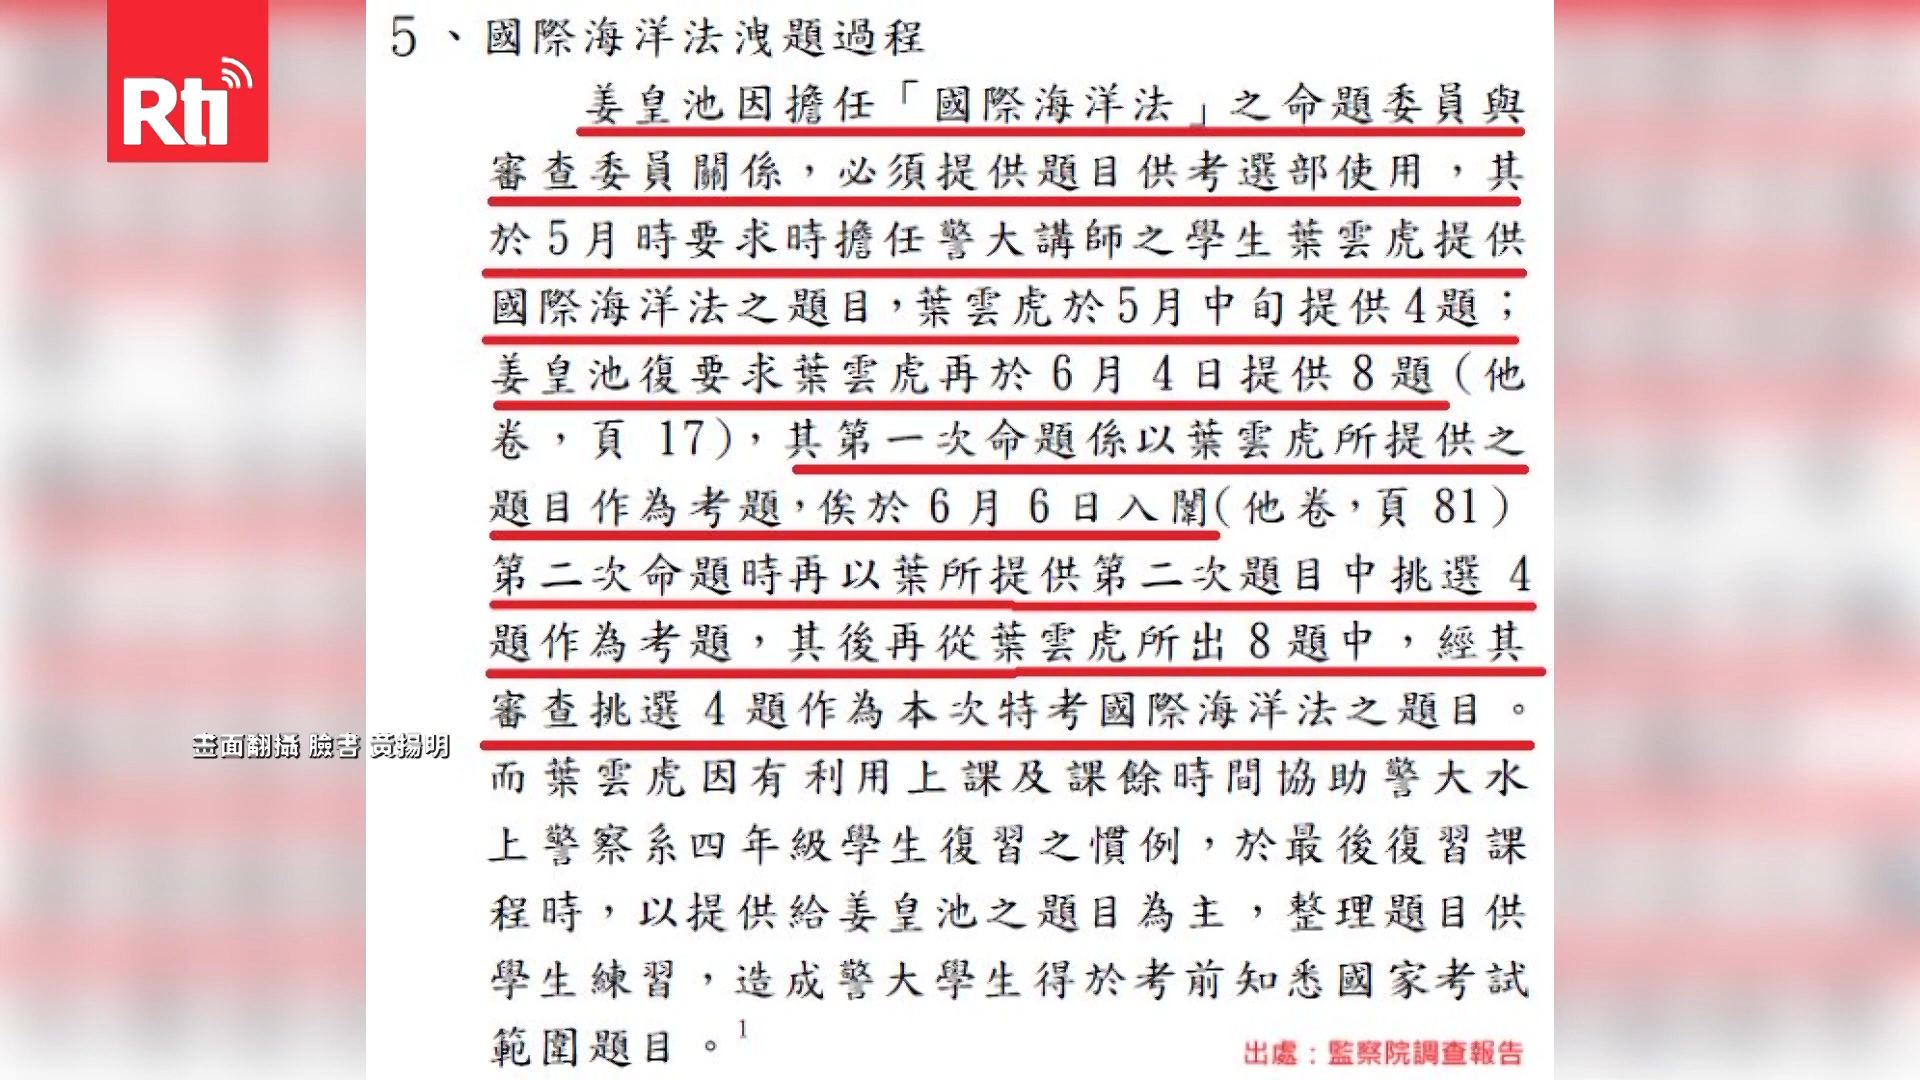 Rti
5、國際海洋法洩題過程
姜皇池因擔任「國際海洋法」之命題委員與
審查委員關係，必須提供題目供考選部使用，其
於5月時要求時擔任警大講師之學生葉雲虎提供
國際海洋法之題目，葉雲虎於5月中旬提供4題；
姜皇池復要求葉雲虎再於6月4日提供8題（他
卷，頁 17），其第一次命題係以葉雲虎所提供之
題目作為考題，俟於6月6日入闈（他卷，頁 81）
第二次命題時再以葉所提供第二次題目中挑選 4
題作為考題，其後再從葉雲虎所出8題中，經其
審查挑選 4 題作為本次特考國際海洋法之題目。
而葉雲虎因有利用上課及課餘時間協助警大水
上警察系四年級學生復習之慣例，於最後復習課
程時，以提供給姜皇池之題目為主，整理題目供
學生練習，造成警大學生得於考前知悉國家考試
範圍題目。1
畫面翻攝 臉書 黃揚明
出處：監察院調查報告